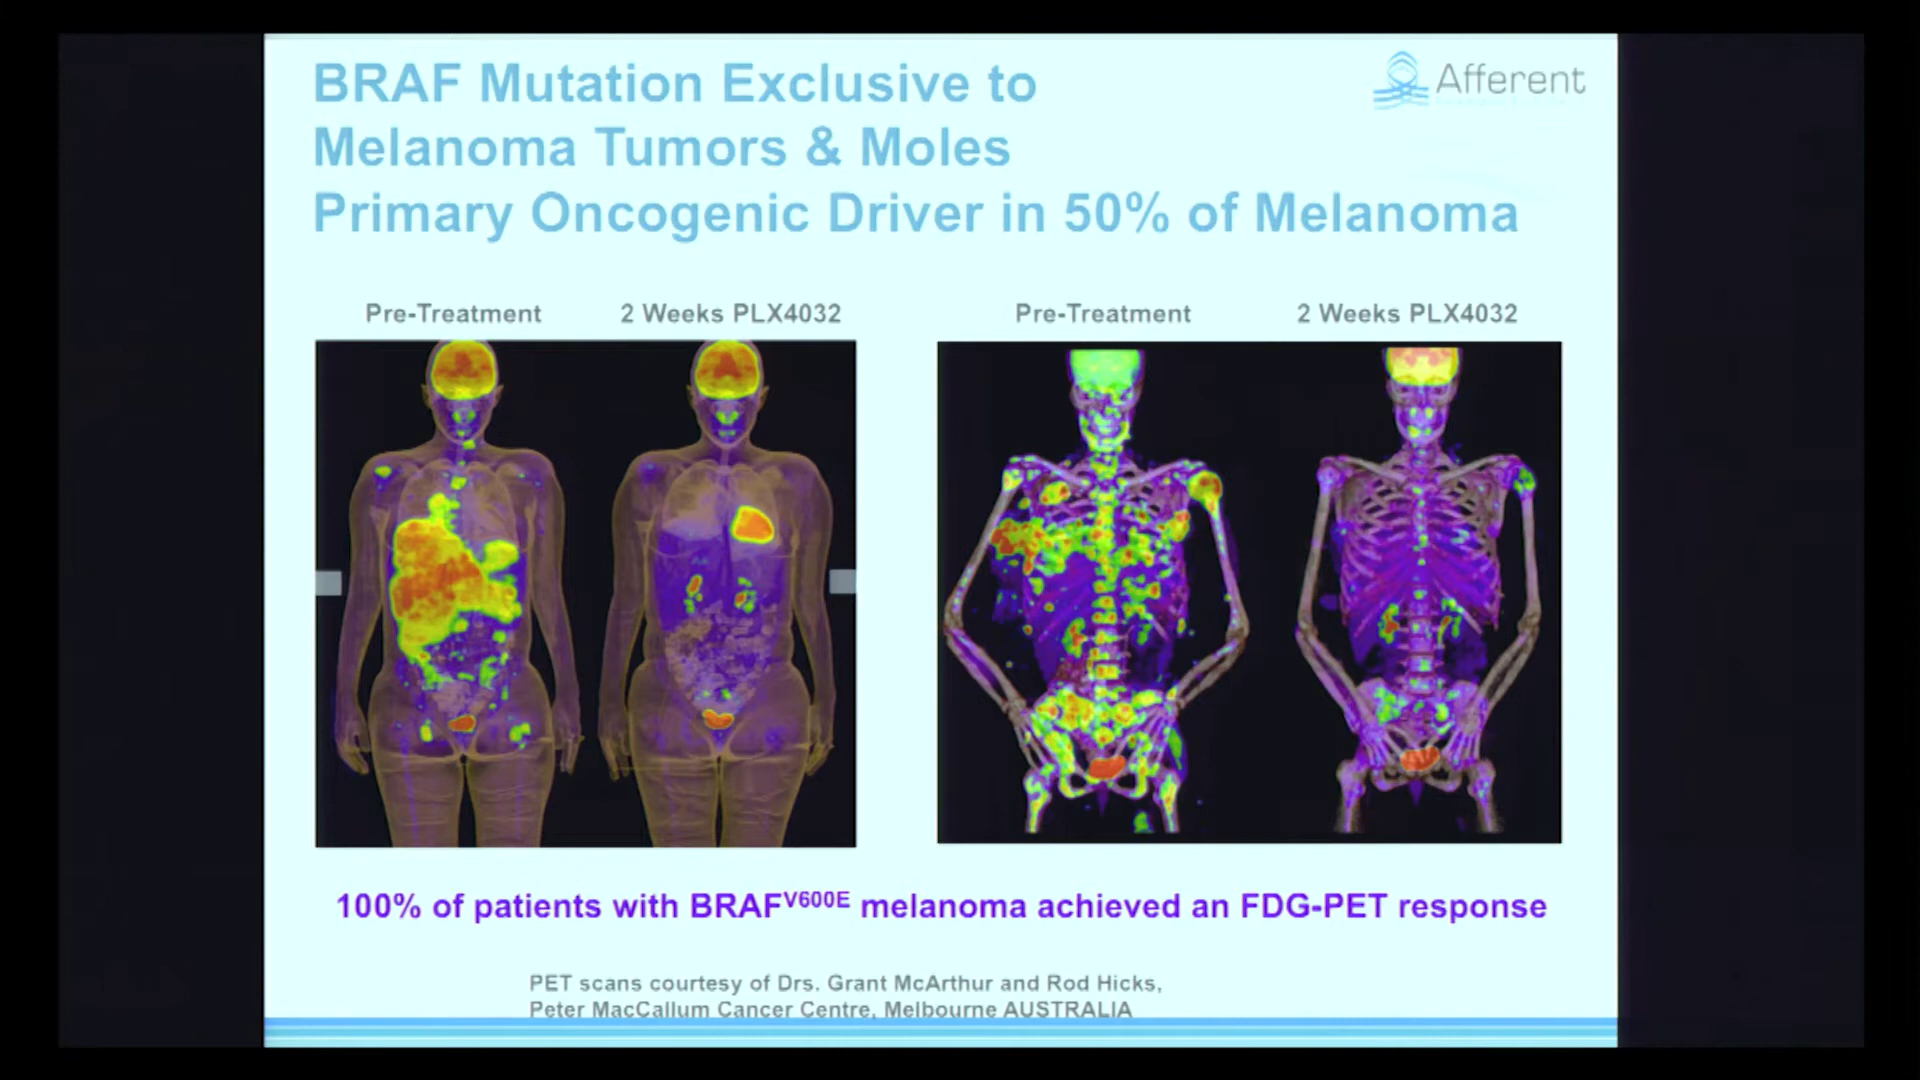 BRAF Mutation Exclusive to
Melanoma Tumors & Moles
Primary Oncogenic Driver in 50% of Melanoma
Afferent
Pre-Treatment
2 Weeks PLX4032
Pre-Treatment
2 Weeks PLX4032
100% of patients with BRAFV600E melanoma achieved an FDG-PET response
PET scans courtesy of Drs. Grant McArthur and Rod Hicks,
Peter MacCallum Cancer Centre, Melbourne AUSTRALIA